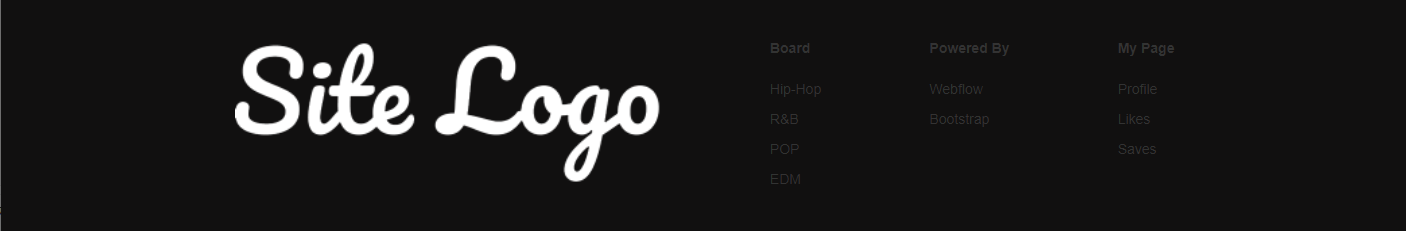 Site Logo
Board
Hip-Hop
R&B
POP
EDM
Powered By
Webflow
Bootstrap
My Page
Profile
Likes
Saves